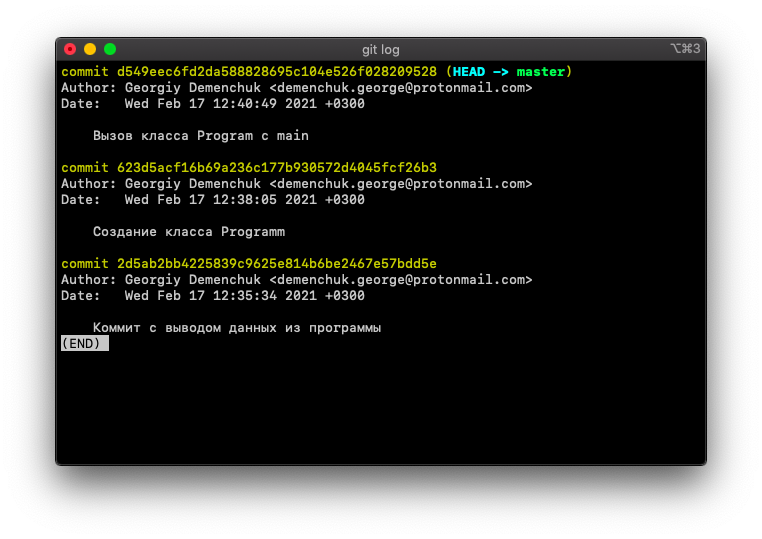 git log
⌥⌘3
commit d549eec6fd2da588828695c104e526f028209528 (HEAD -> master)
Author: Georgiy Demenchuk <demenchuk.george@protonmail.com>
Date:   Wed Feb 17 12:40:49 2021 +0300
Вызов класса Program с main
commit 623d5acf16b69a236c177b930572d4045fcf26b3
Author: Georgiy Demenchuk <demenchuk.george@protonmail.com>
Date:   Wed Feb 17 12:38:05 2021 +0300
Создание класса Programm
commit 2d5ab2bb4225839c9625e814b6be2467e57bdd5e
Author: Georgiy Demenchuk <demenchuk.george@protonmail.com>
Date:   Wed Feb 17 12:35:34 2021 +0300
Коммит с выводом данных из программы
(END)